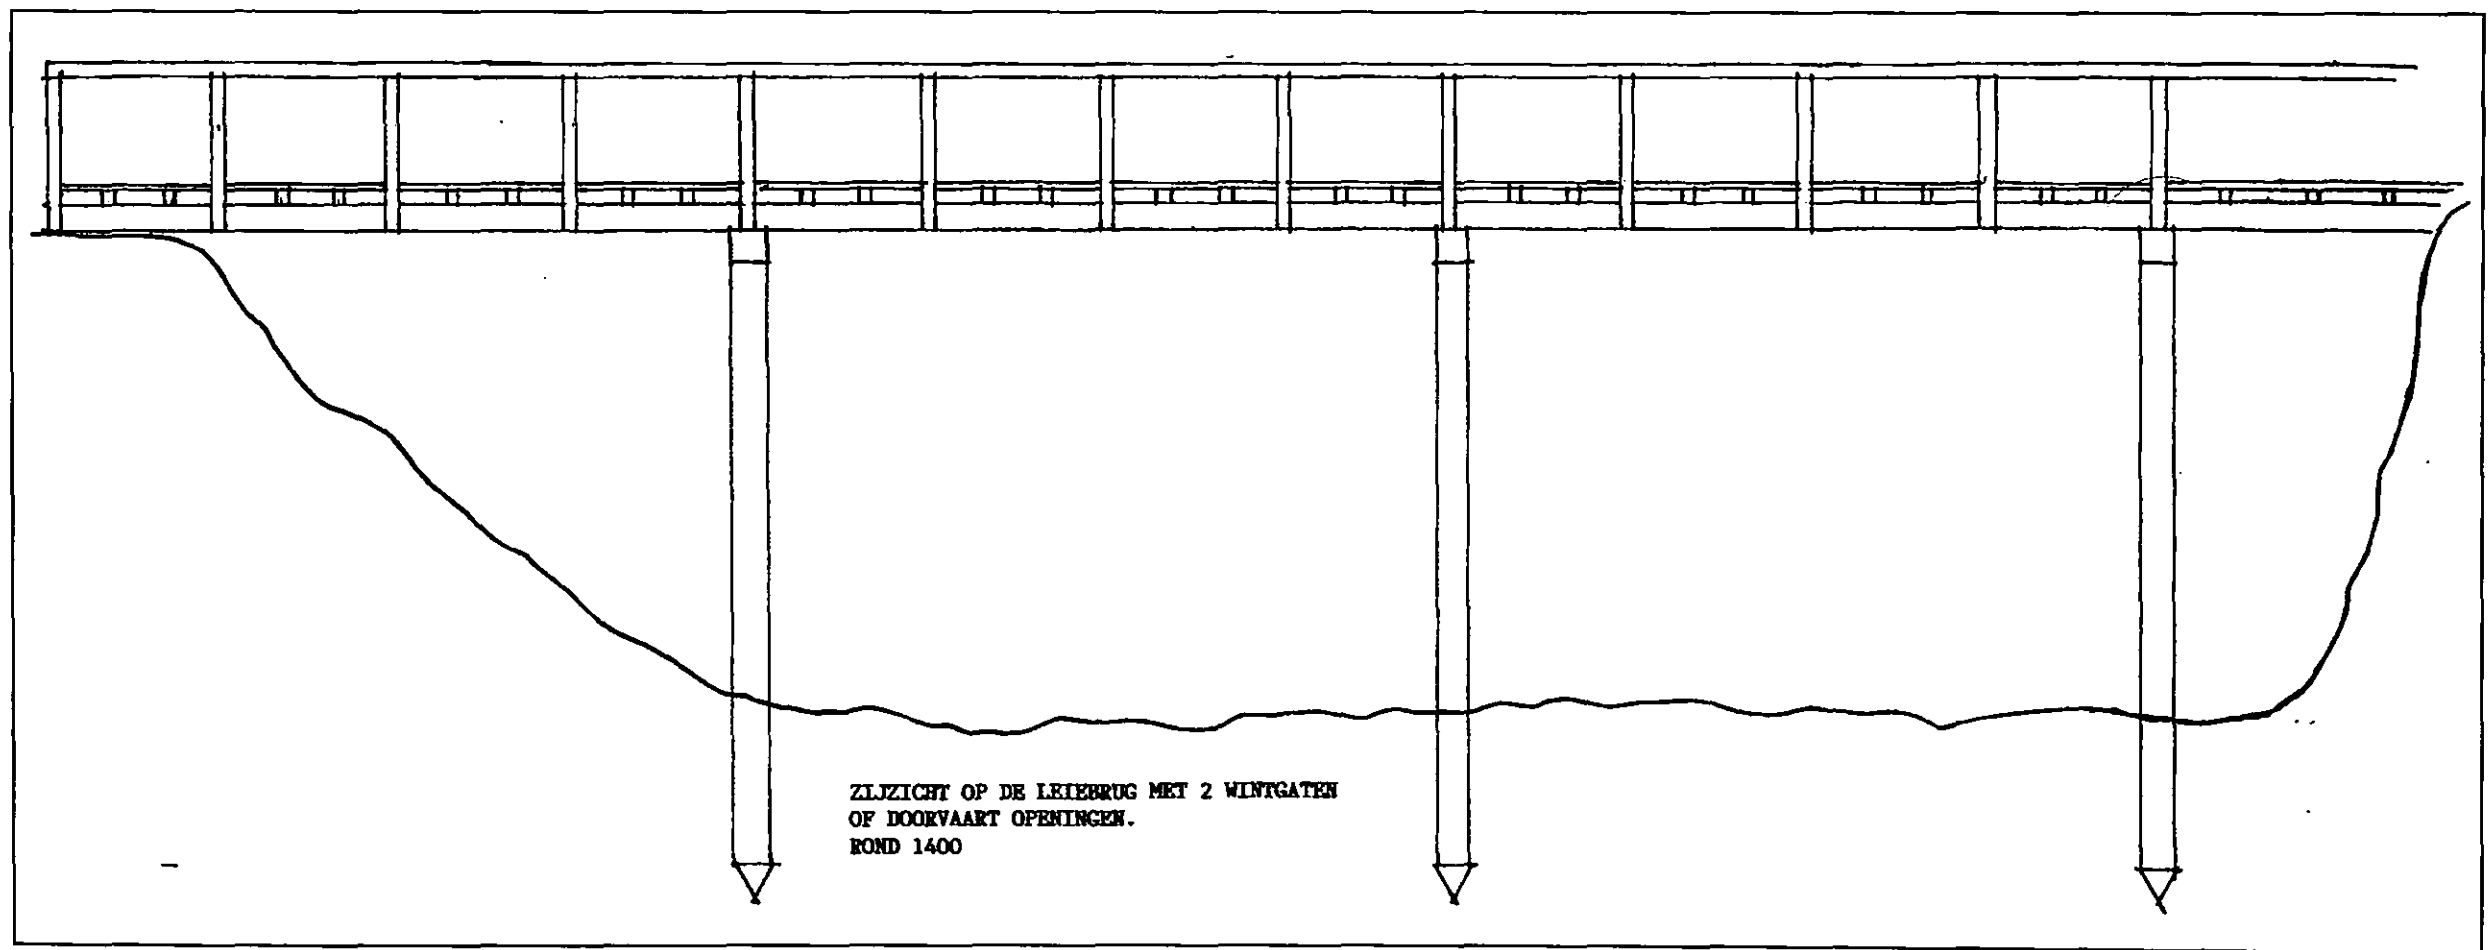 ZIJZICHT OP DE LEIEBRUG MET 2 WINTGATEN
OF DOORVAART OPENINGEN.
ROND 1400